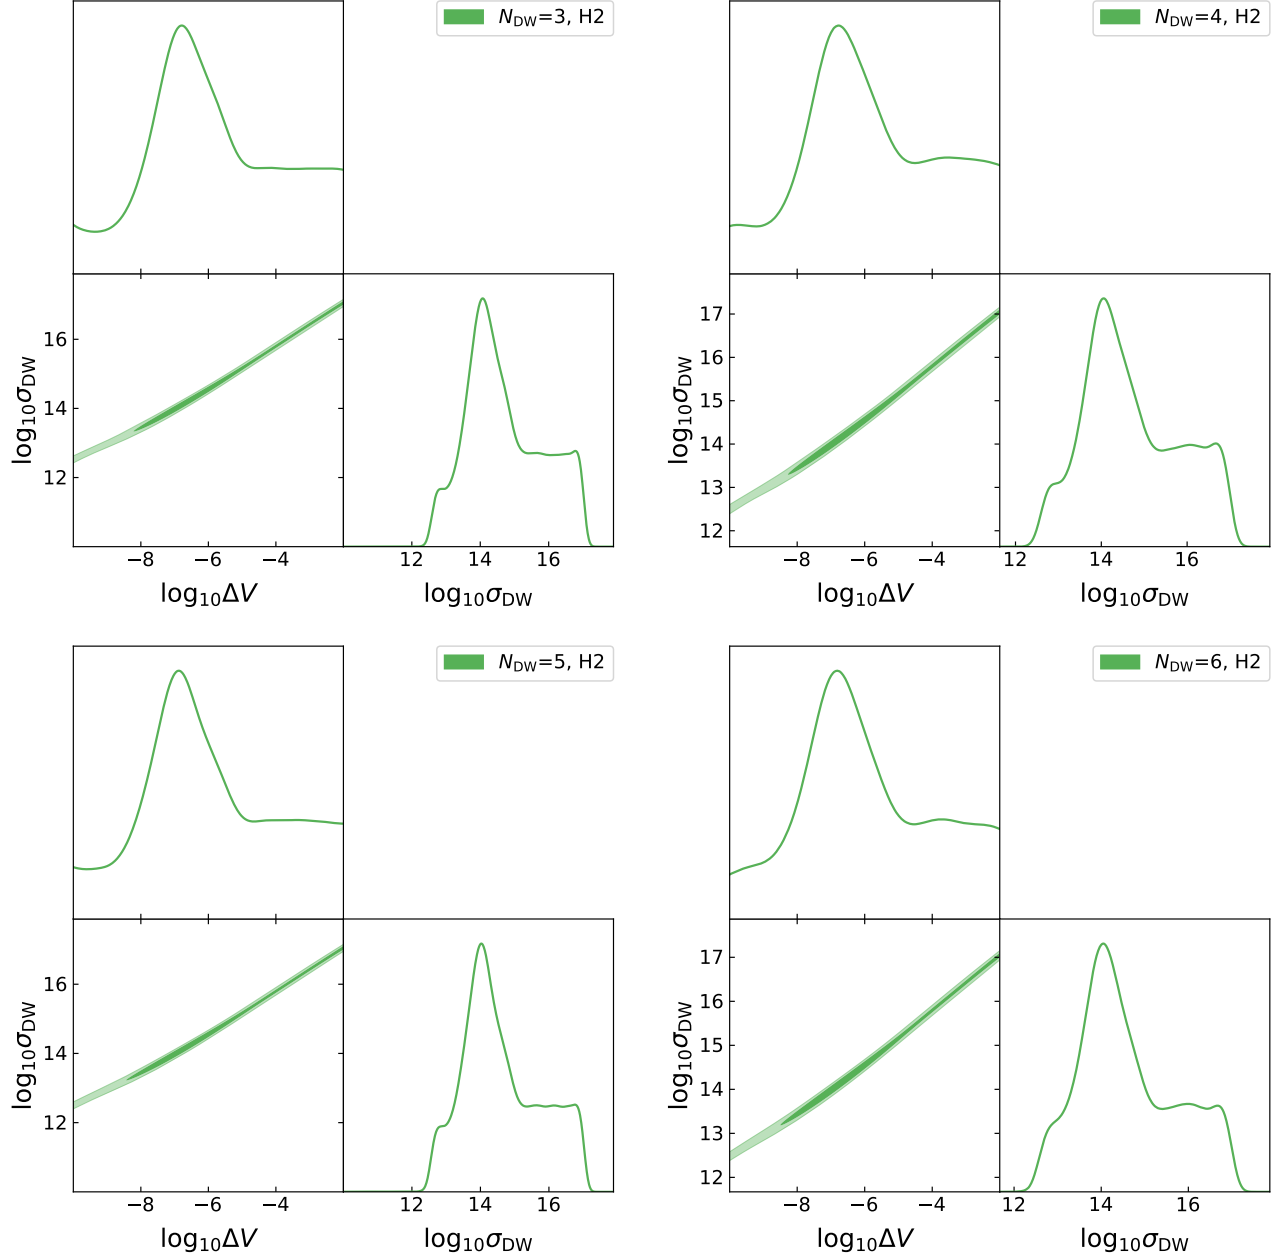 N_DW=3, H2
16
14
12
log₁₀σ_DW
−8 −6 −4
log₁₀ΔV
12 14 16
log₁₀σ_DW
N_DW=4, H2
17
16
15
14
13
12
log₁₀σ_DW
−8 −6 −4
log₁₀ΔV
12 14 16
log₁₀σ_DW
N_DW=5, H2
16
14
12
log₁₀σ_DW
−8 −6 −4
log₁₀ΔV
12 14 16
log₁₀σ_DW
N_DW=6, H2
17
16
15
14
13
12
log₁₀σ_DW
−8 −6 −4
log₁₀ΔV
12 14 16
log₁₀σ_DW